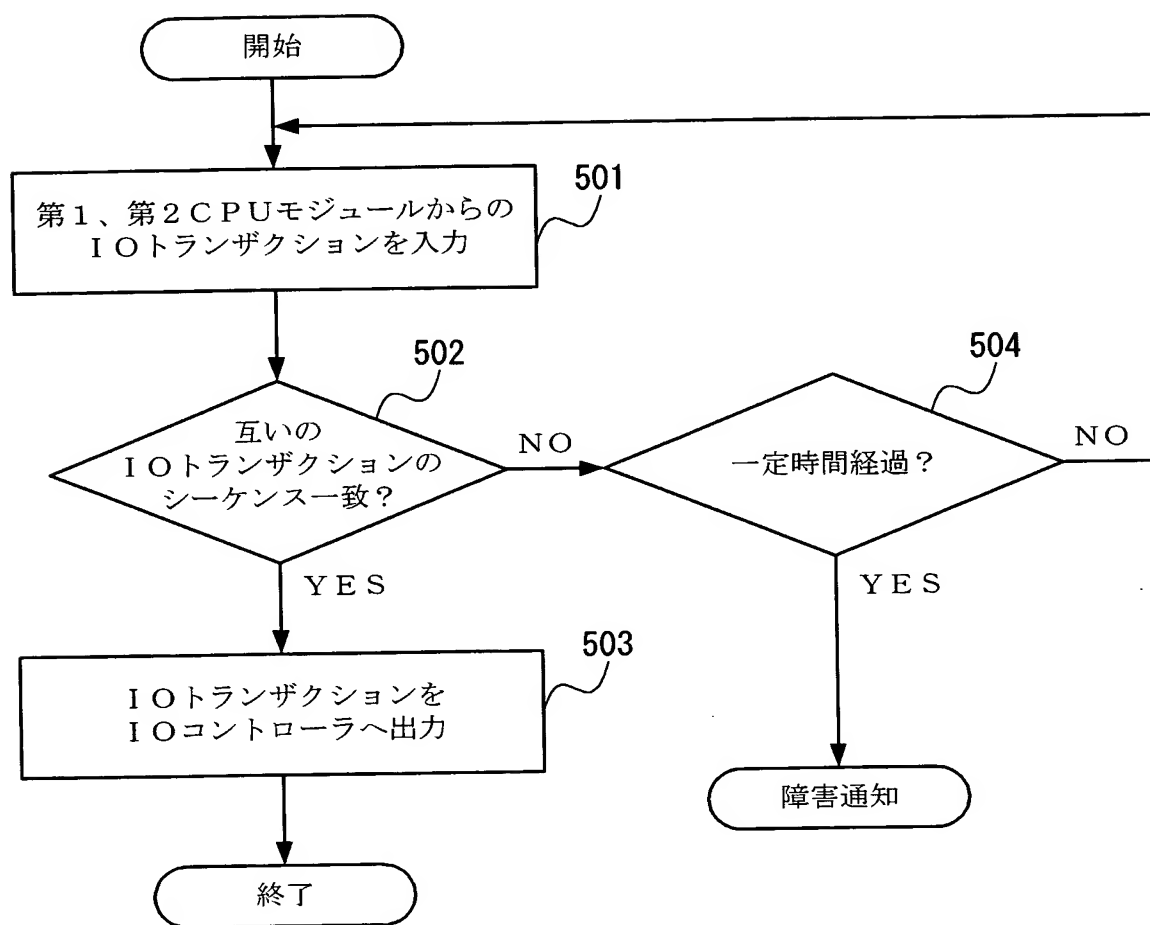 開始
第１、第２ＣＰＵモジュールからの
ＩＯトランザクションを入力
501
互いの
ＩＯトランザクションの
シーケンス一致？
502
ＮＯ
一定時間経過？
504
ＮＯ
ＹＥＳ
ＹＥＳ
ＩＯトランザクションを
ＩＯコントローラへ出力
503
障害通知
終了